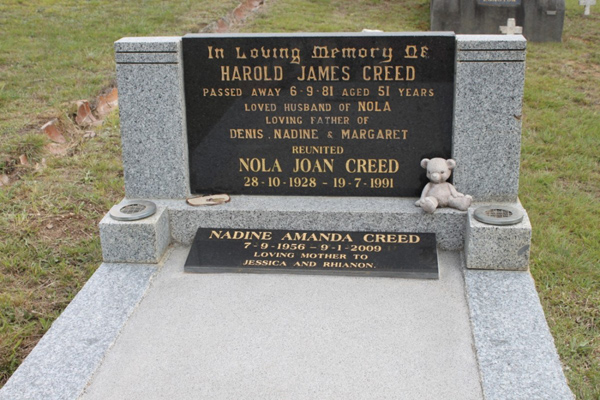 In Loving Memory Of
HAROLD JAMES CREED
PASSED AWAY 6-9-81 AGED 51 YEARS
LOVED HUSBAND OF NOLA
LOVING FATHER OF
DENIS, NADINE & MARGARET
REUNITED
NOLA JOAN CREED
28-10-1928 - 19-7-1991
NADINE AMANDA CREED
7-9-1956 - 9-1-2009
LOVING MOTHER TO
JESSICA AND RHIANON.